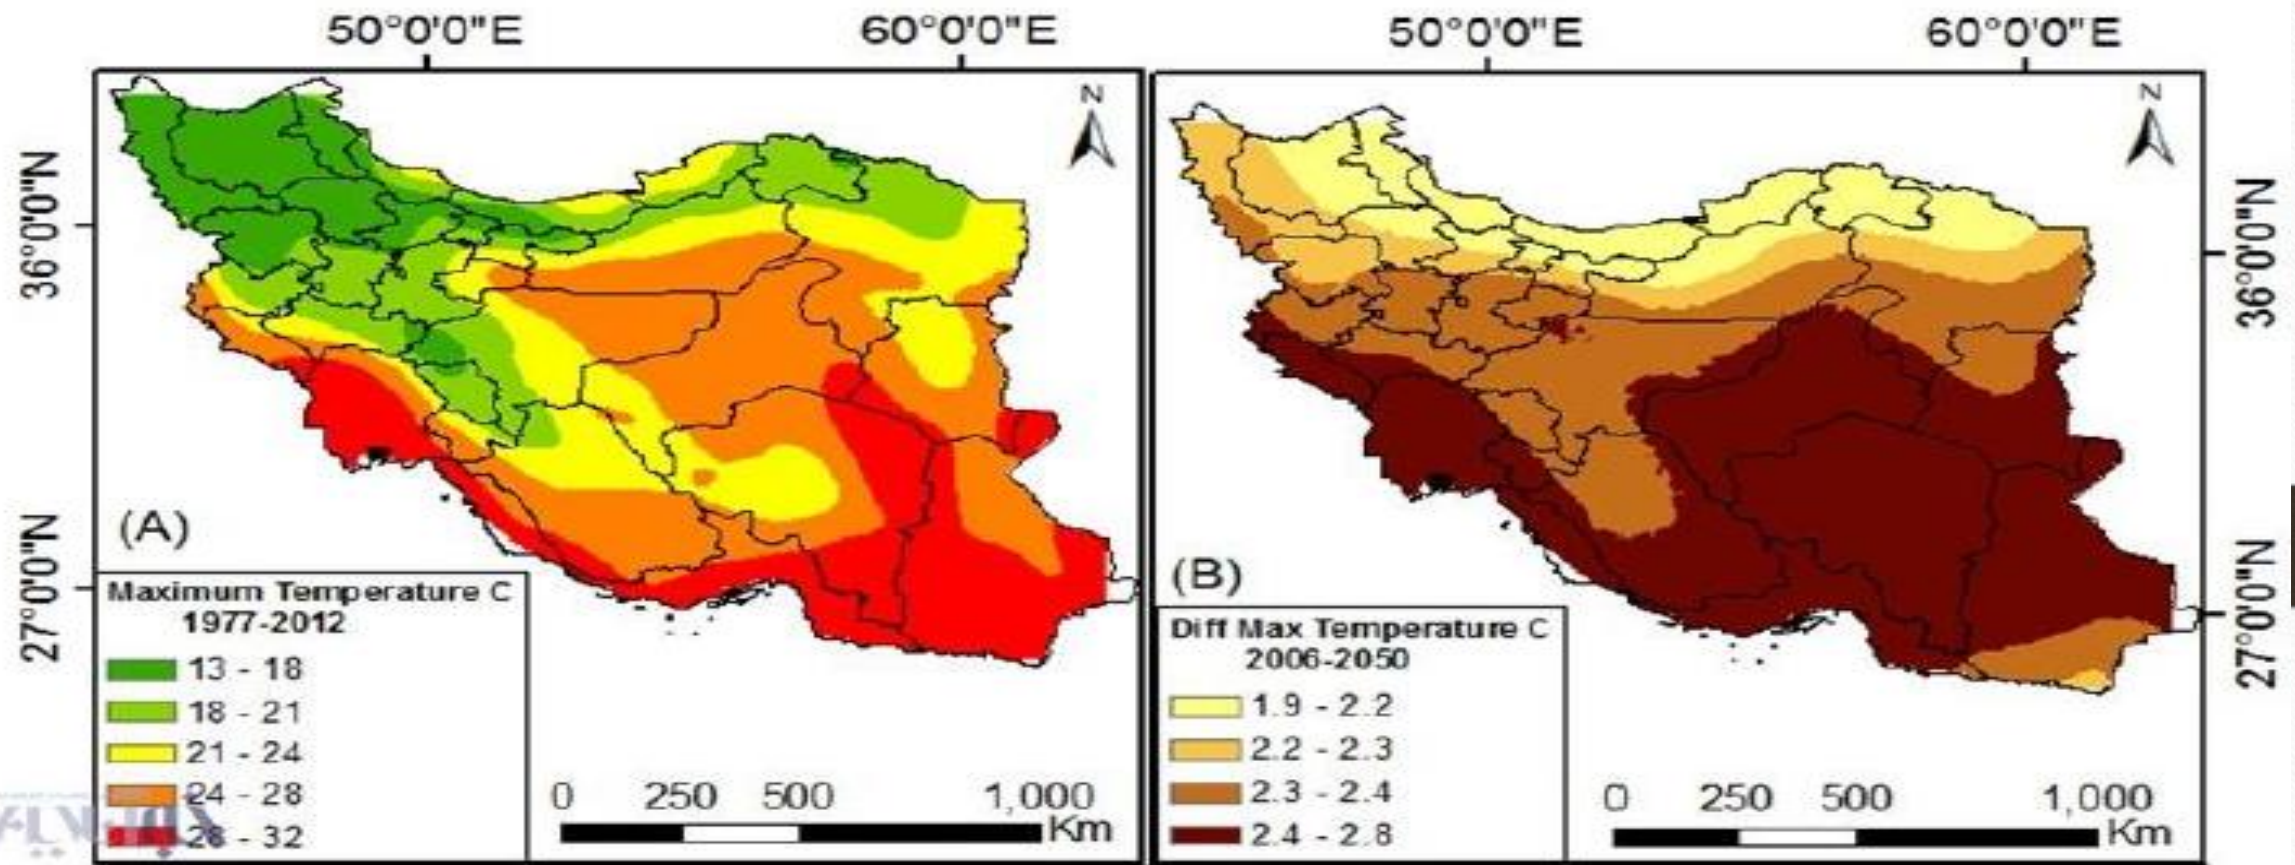 50°0'0"E 60°0'0"E
36°0'0"N
27°0'0"N
N
(A)
Maximum Temperature C
1977-2012
13 - 18
18 - 21
21 - 24
24 - 28
28 - 32
0 250 500 1,000
Km
50°0'0"E 60°0'0"E
N
(B)
Diff Max Temperature C
2006-2050
1.9 - 2.2
2.2 - 2.3
2.3 - 2.4
2.4 - 2.8
0 250 500 1,000
Km
36°0'0"N
27°0'0"N